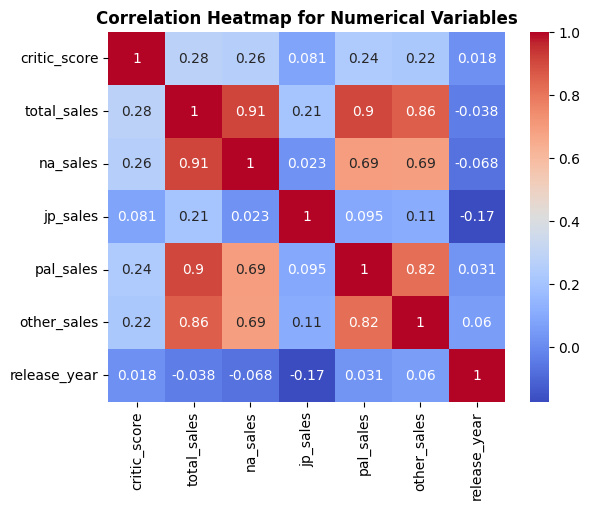 Correlation Heatmap for Numerical Variables
critic_score 1 0.28 0.26 0.081 0.24 0.22 0.018
total_sales 0.28 1 0.91 0.21 0.9 0.86 -0.038
na_sales 0.26 0.91 1 0.023 0.69 0.69 -0.068
jp_sales 0.081 0.21 0.023 1 0.095 0.11 -0.17
pal_sales 0.24 0.9 0.69 0.095 1 0.82 0.031
other_sales 0.22 0.86 0.69 0.11 0.82 1 0.06
release_year 0.018 -0.038 -0.068 -0.17 0.031 0.06 1
critic_score
total_sales
na_sales
jp_sales
pal_sales
other_sales
release_year
1.0
0.8
0.6
0.4
0.2
0.0